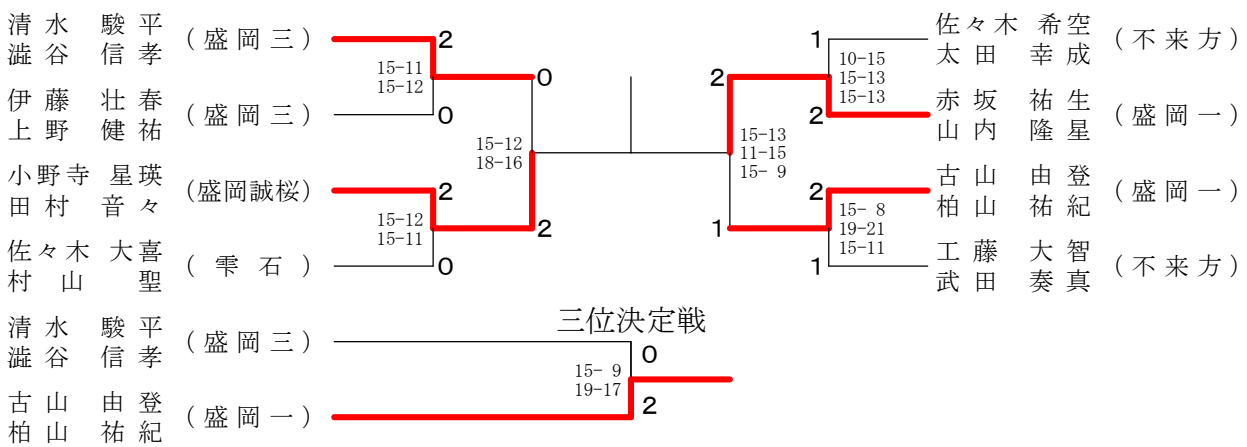 清水 駿平
澁谷 信孝
(盛岡三)
2
15-11
15-12
0
伊藤 壮春
上野 健祐
(盛岡三)
0
15-12
18-16
小野寺 星瑛
田村 音々
(盛岡誠桜)
2
15-12
15-11
2
佐々木 大喜
村山 聖
(雫石)
0
1
佐々木 希空
太田 幸成
(不来方)
10-15
15-13
15-13
2
2
赤坂 祐生
山内 隆星
(盛岡一)
15-13
11-15
15- 9
2
古山 由登
柏山 祐紀
(盛岡一)
15- 8
19-21
15-11
1
1
工藤 大智
武田 奏真
(不来方)
三位決定戦
清水 駿平
澁谷 信孝
(盛岡三)
0
15- 9
19-17
2
古山 由登
柏山 祐紀
(盛岡一)